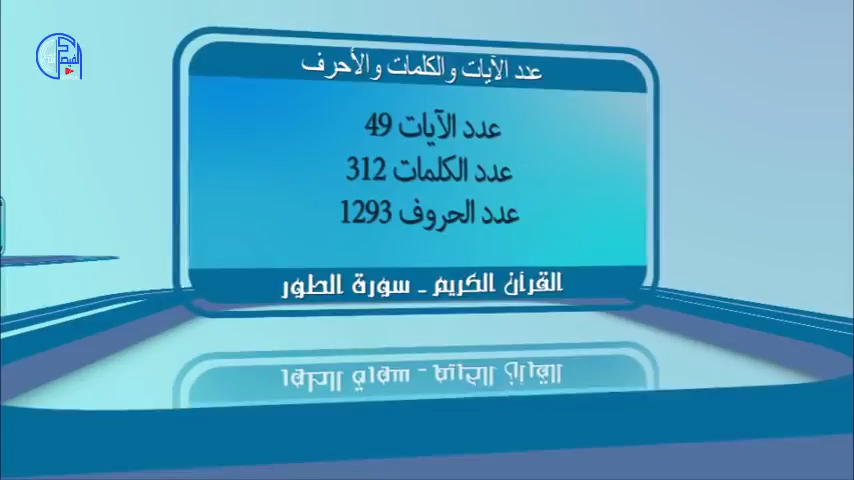 عدد الآيات والكلمات والأحرف
عدد الآيات 49
عدد الكلمات 312
عدد الحروف 1293
القرآن الكريم - سورة الطور